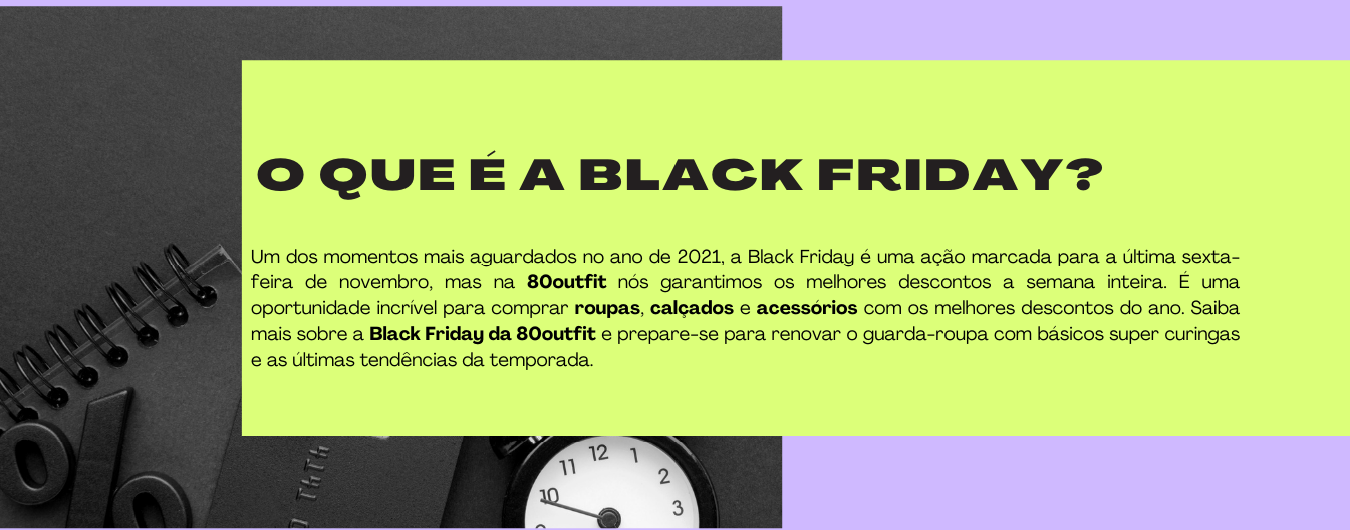 O QUE É A BLACK FRIDAY?
Um dos momentos mais aguardados no ano de 2021, a Black Friday é uma ação marcada para a última sexta-
feira de novembro, mas na 80outfit nós garantimos os melhores descontos a semana inteira. É uma
oportunidade incrível para comprar roupas, calçados e acessórios com os melhores descontos do ano. Saiba
mais sobre a Black Friday da 80outfit e prepare-se para renovar o guarda-roupa com básicos super curingas
e as últimas tendências da temporada.
%
11 12 1
10 2
3